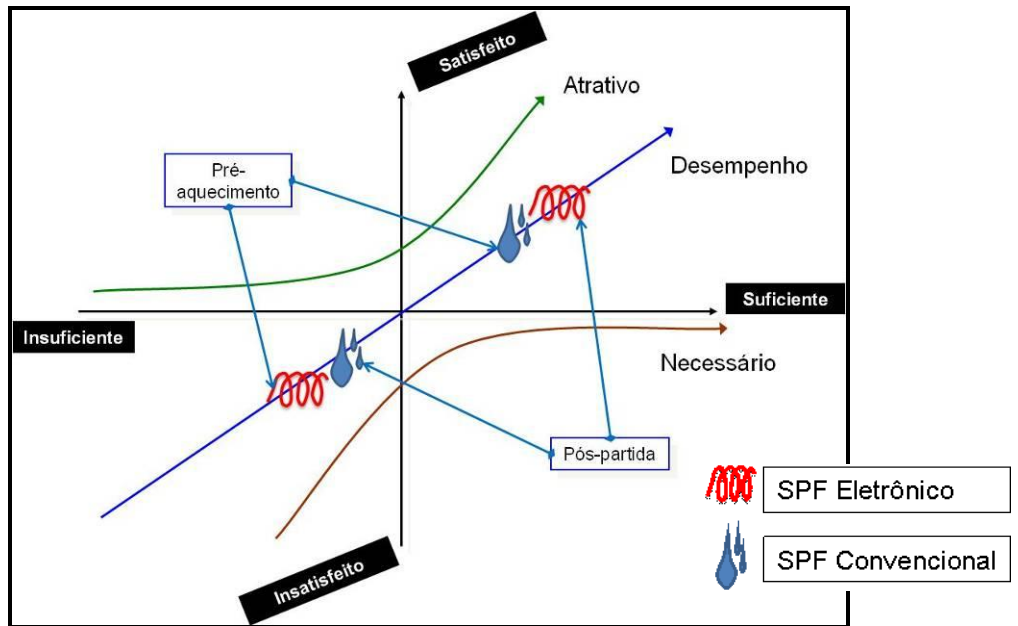 Satisfeito
Atrativo
Pré-
aquecimento
Desempenho
Suficiente
Insuficiente
Necessário
Pós-partida
SPF Eletrônico
SPF Convencional
Insatisfeito